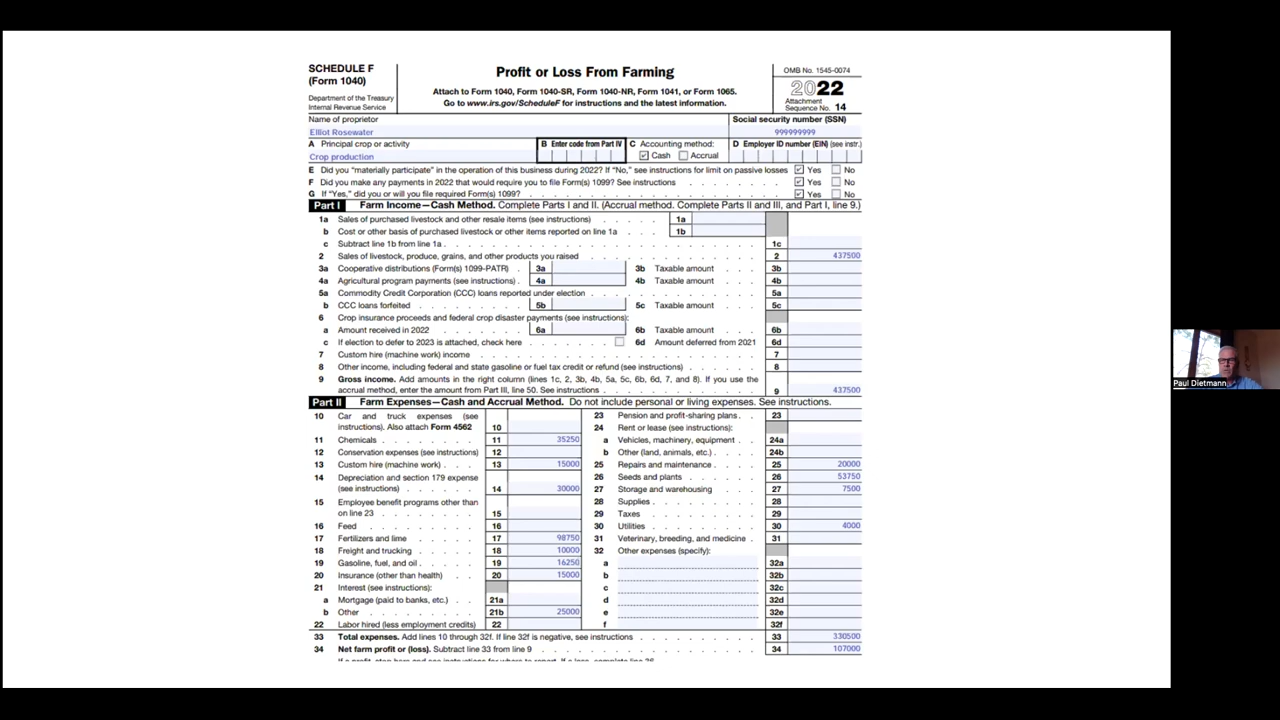 SCHEDULE F
(Form 1040)
Department of the Treasury
Internal Revenue Service
Profit or Loss From Farming
Attach to Form 1040, Form 1040-SR, Form 1040-NR, Form 1041, or Form 1065.
Go to www.irs.gov/ScheduleF for instructions and the latest information.
OMB No. 1545-0074
2022
Attachment
Sequence No. 14
Name of proprietor
Elliot Rosewater
Social security number (SSN)
999999999
A Principal crop or activity
Crop production
B Enter code from Part IV
C Accounting method:
Cash Accrual
D Employer ID number (EIN) (see instr.)
E Did you "materially participate" in the operation of this business during 2022? If "No," see instructions for limit on passive losses Yes No
F Did you make any payments in 2022 that would require you to file Form(s) 1099? See instructions Yes No
G If "Yes," did you or will you file required Form(s) 1099? Yes No
Part I Farm Income—Cash Method. Complete Parts I and II. (Accrual method. Complete Parts II and III, and Part I, line 9.)
1a Sales of purchased livestock and other resale items (see instructions) 1a
b Cost or other basis of purchased livestock or other items reported on line 1a 1b
c Subtract line 1b from line 1a 1c
2 Sales of livestock, produce, grains, and other products you raised 2 437500
3a Cooperative distributions (Form(s) 1099-PATR) 3a 3b Taxable amount 3b
4a Agricultural program payments (see instructions) 4a 4b Taxable amount 4b
5a Commodity Credit Corporation (CCC) loans reported under election 5a
b CCC loans forfeited 5b 5c Taxable amount 5c
6 Crop insurance proceeds and federal crop disaster payments (see instructions):
a Amount received in 2022 6a 6b Taxable amount 6b
c If election to defer to 2023 is attached, check here 6d Amount deferred from 2021 6d
7 Custom hire (machine work) income 7
8 Other income, including federal and state gasoline or fuel tax credit or refund (see instructions) 8
9 Gross income. Add amounts in the right column (lines 1c, 2, 3b, 4b, 5a, 5c, 6b, 6d, 7, and 8). If you use the
accrual method, enter the amount from Part III, line 50. See instructions 9 437500
Part II Farm Expenses—Cash and Accrual Method. Do not include personal or living expenses. See instructions.
10 Car and truck expenses (see
instructions). Also attach Form 4562 10
11 Chemicals 11 35250
12 Conservation expenses (see instructions) 12
13 Custom hire (machine work) 13 15000
14 Depreciation and section 179 expense
(see instructions) 14 30000
15 Employee benefit programs other than
on line 23 15
16 Feed 16
17 Fertilizers and lime 17 98750
18 Freight and trucking 18 10000
19 Gasoline, fuel, and oil 19 16250
20 Insurance (other than health) 20 15000
21 Interest (see instructions):
a Mortgage (paid to banks, etc.) 21a
b Other 21b 25000
22 Labor hired (less employment credits) 22
23 Pension and profit-sharing plans 23
24 Rent or lease (see instructions):
a Vehicles, machinery, equipment 24a
b Other (land, animals, etc.) 24b
25 Repairs and maintenance 25 20000
26 Seeds and plants 26 53750
27 Storage and warehousing 27 7500
28 Supplies 28
29 Taxes 29
30 Utilities 30 4000
31 Veterinary, breeding, and medicine 31
32 Other expenses (specify):
a 32a
b 32b
c 32c
d 32d
e 32e
f 32f
33 Total expenses. Add lines 10 through 32f. If line 32f is negative, see instructions 33 330500
34 Net farm profit or (loss). Subtract line 33 from line 9 34 107000
Paul Dietmann